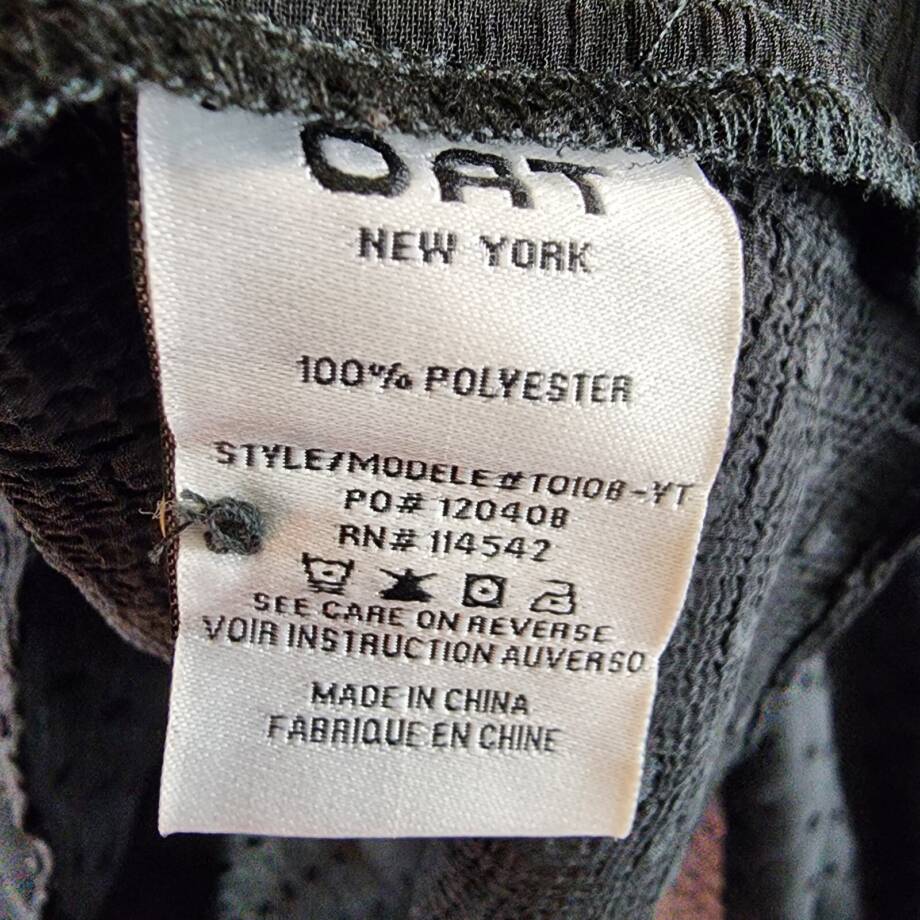 OAT
NEW YORK
100% POLYESTER
STYLE/MODELE#TO108-YT
PO# 120408
RN# 114542
SEE CARE ON REVERSE
VOIR INSTRUCTION AUVERSO
MADE IN CHINA
FABRIQUE EN CHINE